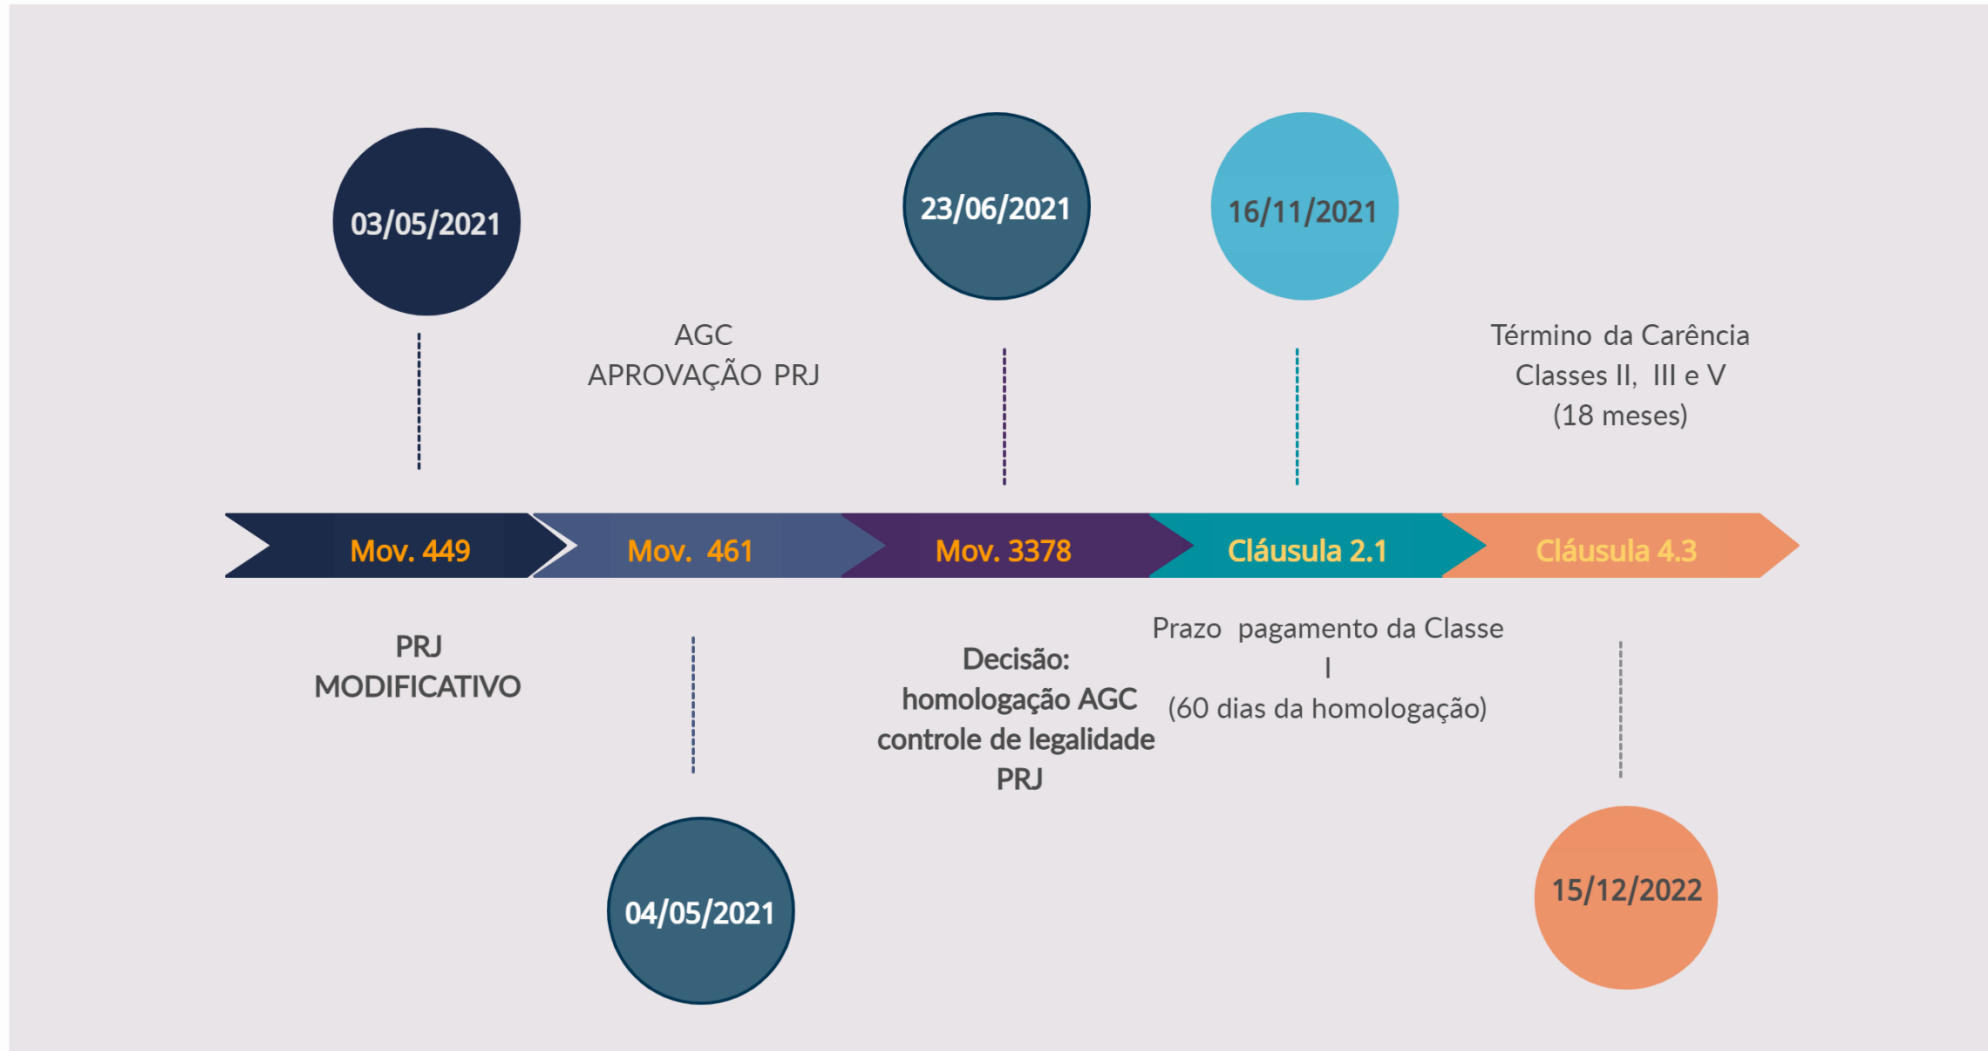 03/05/2021
Mov. 449
PRJ
MODIFICATIVO
AGC
APROVAÇÃO PRJ
Mov. 461
04/05/2021
23/06/2021
Mov. 3378
Decisão:
homologação AGC
controle de legalidade
PRJ
16/11/2021
Cláusula 2.1
Prazo pagamento da Classe
I
(60 dias da homologação)
Término da Carência
Classes II, III e V
(18 meses)
Cláusula 4.3
15/12/2022